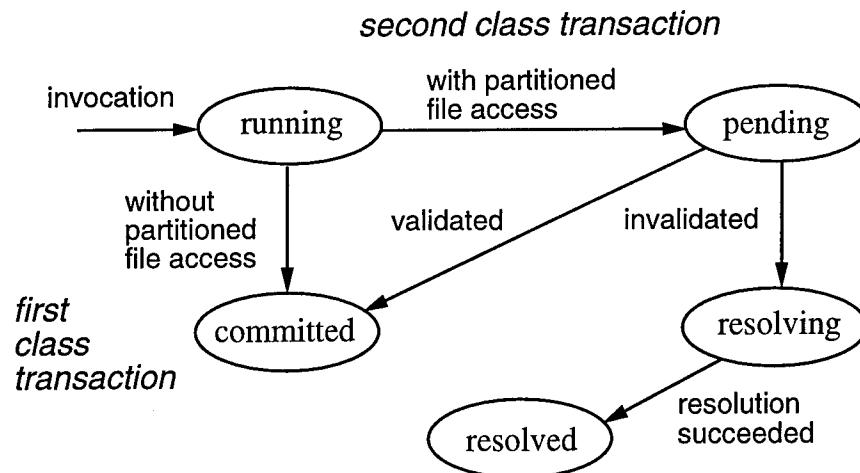 second class transaction
invocation
running
with partitioned
file access
pending
without
partitioned
file access
validated
invalidated
first
class
transaction
committed
resolving
resolved
resolution
succeeded